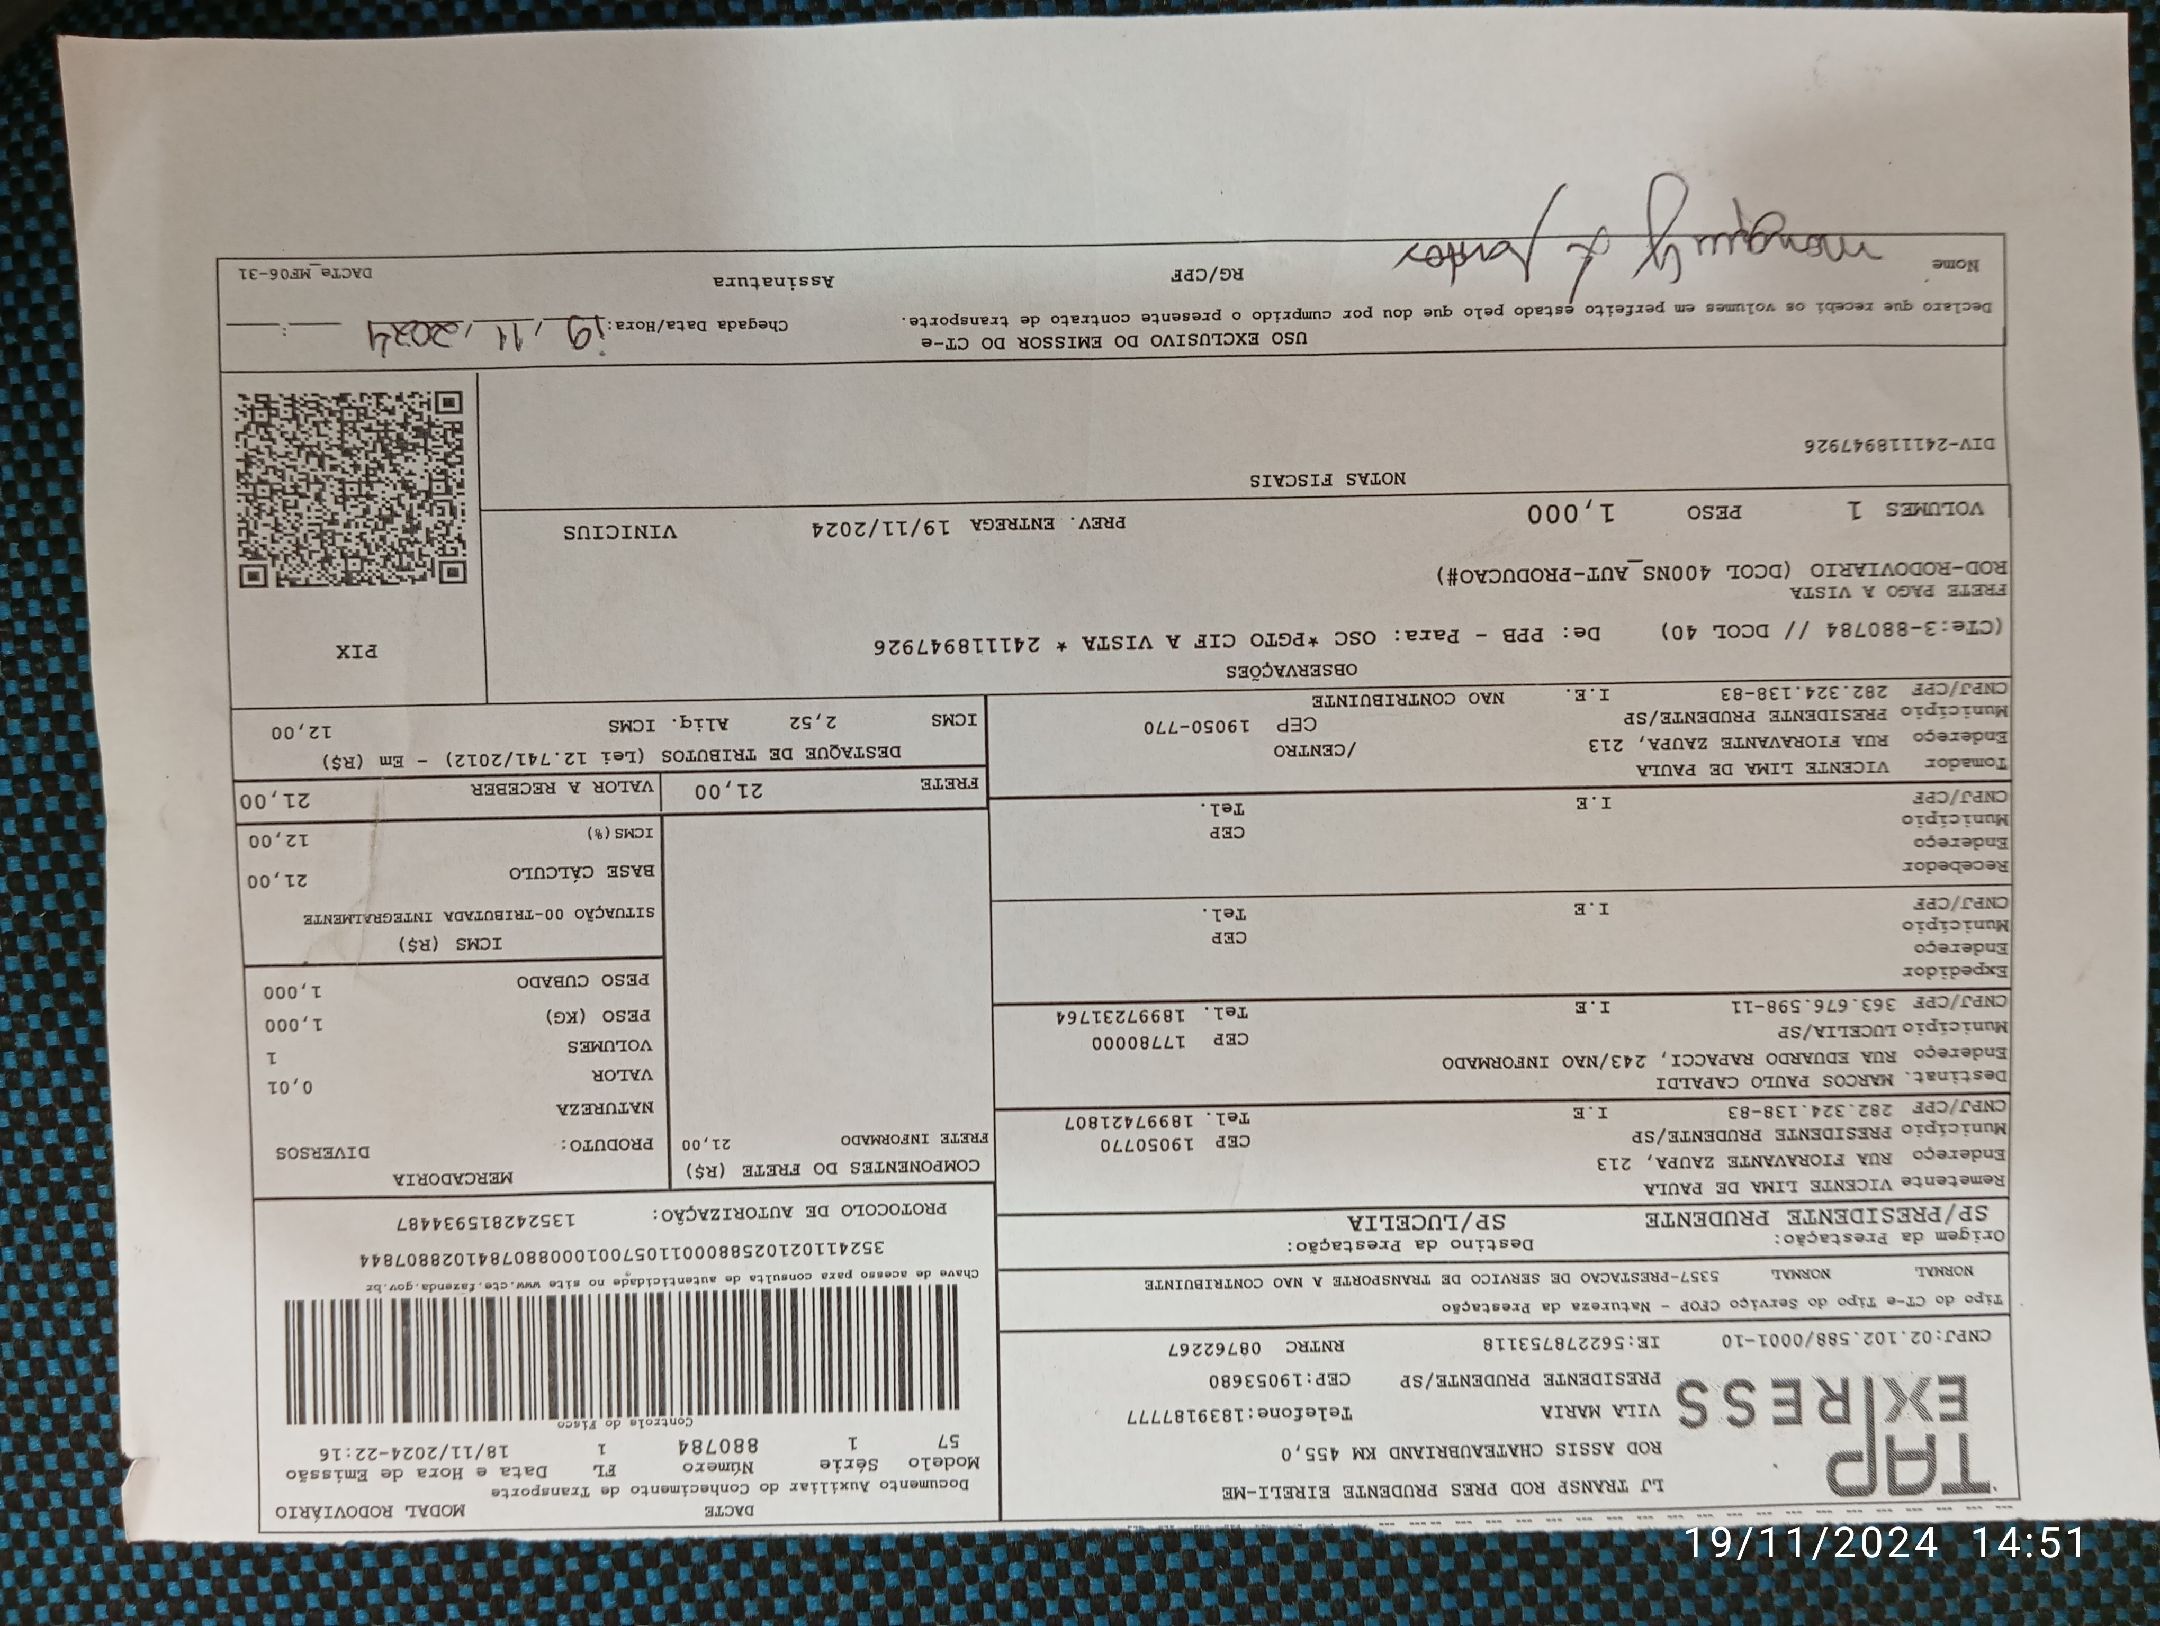 TAP EXPRESS
LJ TRANSP ROD PRES PRUDENTE EIRELI-ME
ROD ASSIS CHATEAUBRIAND KM 455,0
VILA MARIA Telefone:1839187777
PRESIDENTE PRUDENTE/SP CEP:19053680
CNPJ:02.102.588/0001-10 IE:562278753118 RNTRC 08762267
DACTE MODAL RODOVIÁRIO
Documento Auxiliar do Conhecimento de Transporte
Modelo Série Número FL Data e Hora de Emissão
57 1 880784 1 18/11/2024-22:16
Controle do Fisco
Chave de acesso para consulta de autenticidade no site www.cte.fazenda.gov.br
35241102102588000110570010008807841028807844
PROTOCOLO DE AUTORIZAÇÃO: 135242815934487
Tipo do CT-e Tipo do Serviço CFOP - Natureza da Prestação
NORMAL NORMAL 5357-PRESTACAO DE SERVICO DE TRANSPORTE A NAO CONTRIBUINTE
Origem da Prestação: Destino da Prestação:
SP/PRESIDENTE PRUDENTE SP/LUCELIA
Remetente VICENTE LIMA DE PAULA
Endereço RUA FIORAVANTE ZAUPA, 213
Município PRESIDENTE PRUDENTE/SP CEP 19050770
CNPJ/CPF 282.324.138-83 I.E Tel. 18997421807
Destinat. MARCOS PAULO CAPALDI
Endereço RUA EDUARDO RAPACCI, 243/NAO INFORMADO
Município LUCELIA/SP CEP 17780000
CNPJ/CPF 363.676.598-11 I.E Tel. 18997231764
Expedidor
Endereço
Município CEP
CNPJ/CPF I.E Tel.
Recebedor
Endereço
Município CEP
CNPJ/CPF I.E Tel.
Tomador VICENTE LIMA DE PAULA
Endereço RUA FIORAVANTE ZAUPA, 213 /CENTRO
Município PRESIDENTE PRUDENTE/SP CEP 19050-770
CNPJ/CPF 282.324.138-83 I.E. NAO CONTRIBUINTE
COMPONENTES DO FRETE (R$)
FRETE INFORMADO 21,00
MERCADORIA
PRODUTO: DIVERSOS
NATUREZA
VALOR 0,01
VOLUMES 1
PESO (KG) 1,000
PESO CUBADO 1,000
ICMS (R$)
SITUAÇÃO 00-TRIBUTADA INTEGRALMENTE
BASE CÁLCULO 21,00
ICMS(%) 12,00
FRETE 21,00 VALOR A RECEBER 21,00
DESTAQUE DE TRIBUTOS (Lei 12.741/2012) - Em (R$)
ICMS 2,52 Aliq. ICMS 12,00
OBSERVAÇÕES
(CTe:3-880784 // DCOL 40) De: PPB - Para: OSC *PGTO CIF A VISTA * 241118947926
FRETE PAGO A VISTA
ROD-RODOVIARIO (DCOL 400NS_AUT-PRODUCAO#)
PIX
VOLUMES 1 PESO 1,000 PREV. ENTREGA 19/11/2024 VINICIUS
NOTAS FISCAIS
DIV-241118947926
USO EXCLUSIVO DO EMISSOR DO CT-e
Declaro que recebi os volumes em perfeito estado pelo que dou por cumprido o presente contrato de transporte.
Chegada Data/Hora: 19/11/2024 __:__
Nome RG/CPF Assinatura DACTe_MF06-31
19/11/2024 14:51